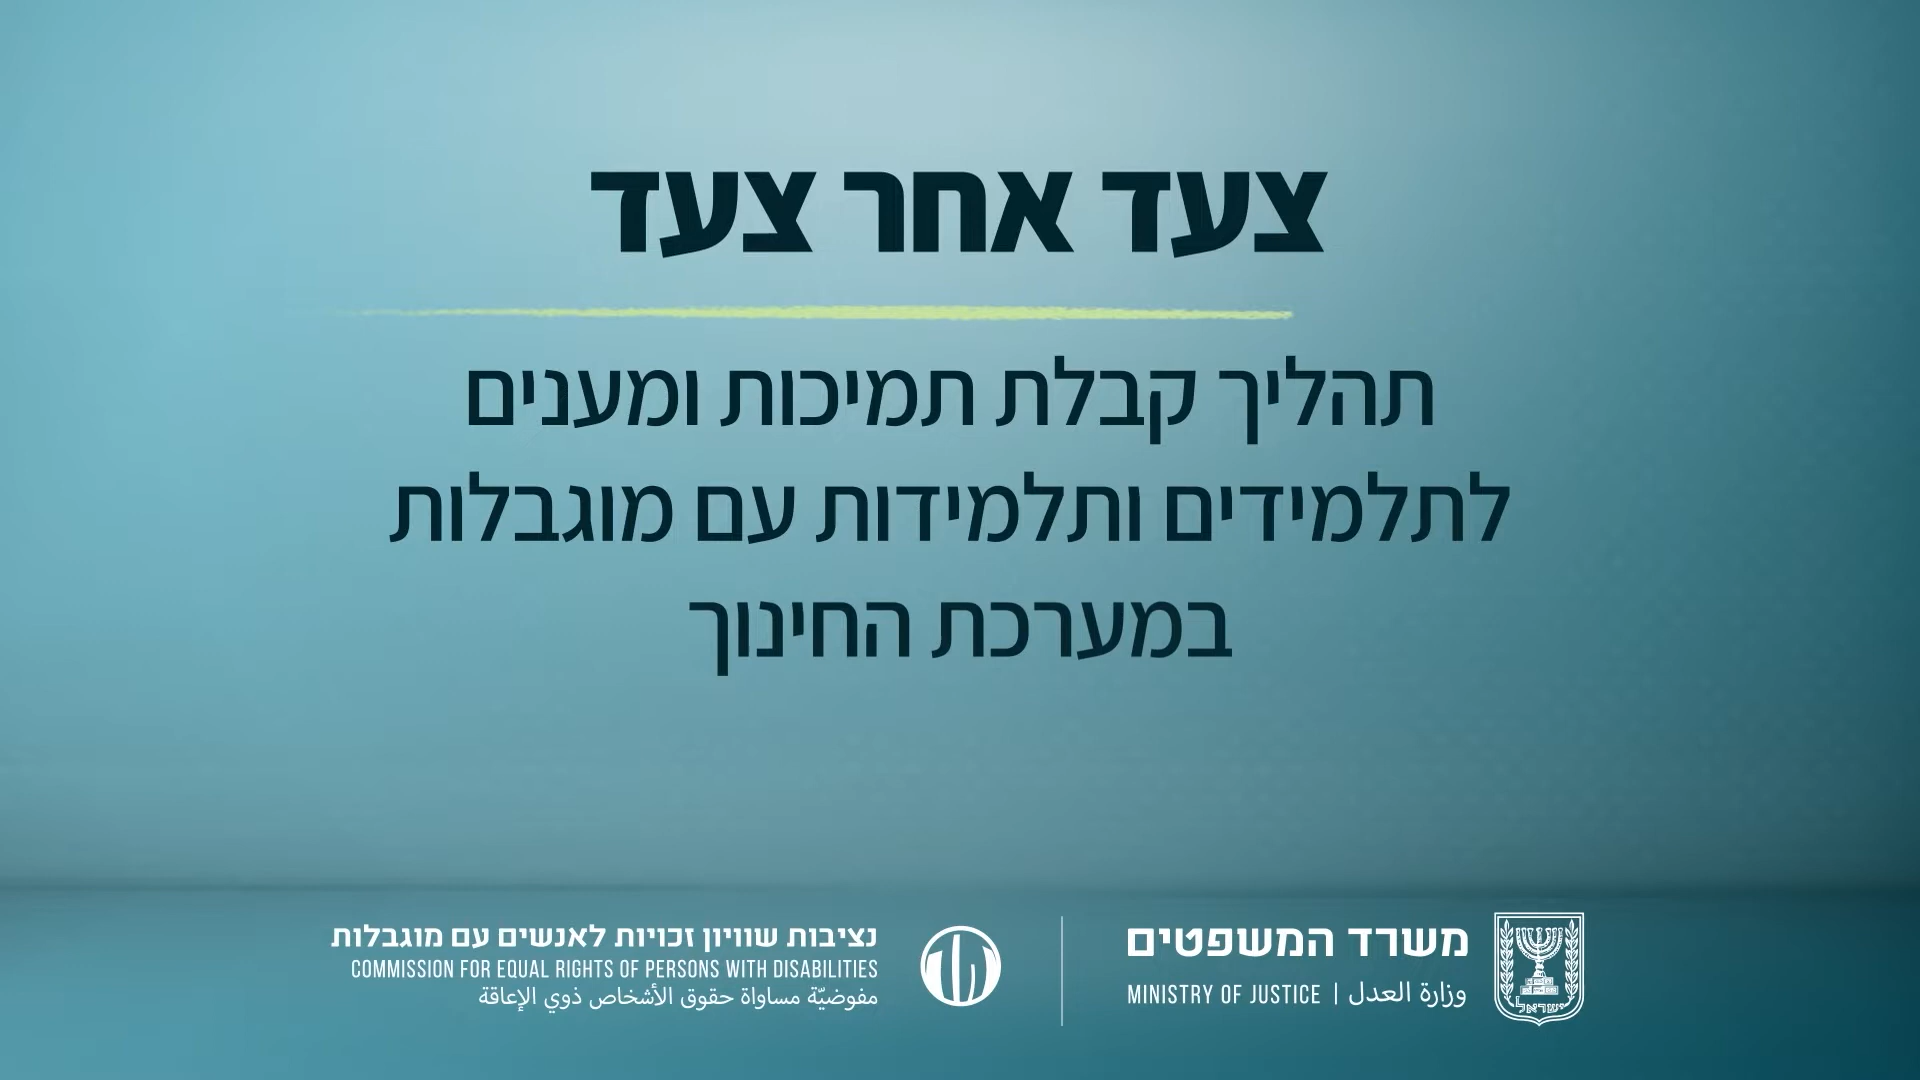 צעד אחר צעד
תהליך קבלת תמיכות ומענים
לתלמידים ותלמידות עם מוגבלות
במערכת החינוך
משרד המשפטים
MINISTRY OF JUSTICE | وزارة العدل
ישראל
נציבות שוויון זכויות לאנשים עם מוגבלות
COMMISSION FOR EQUAL RIGHTS OF PERSONS WITH DISABILITIES
مفوضيّة مساواة حقوق الأشخاص ذوي الإعاقة